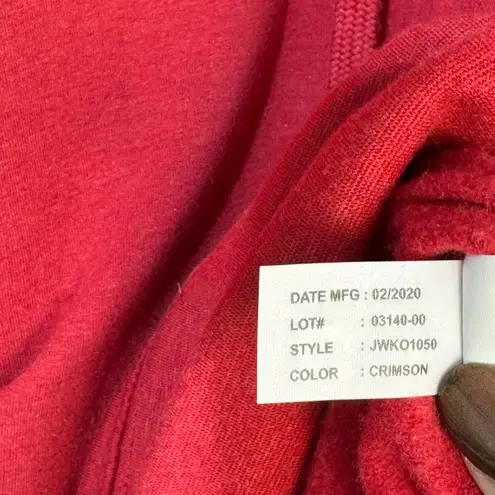 DATE MFG : 02/2020
LOT# : 03140-00
STYLE : JWKO1050
COLOR : CRIMSON